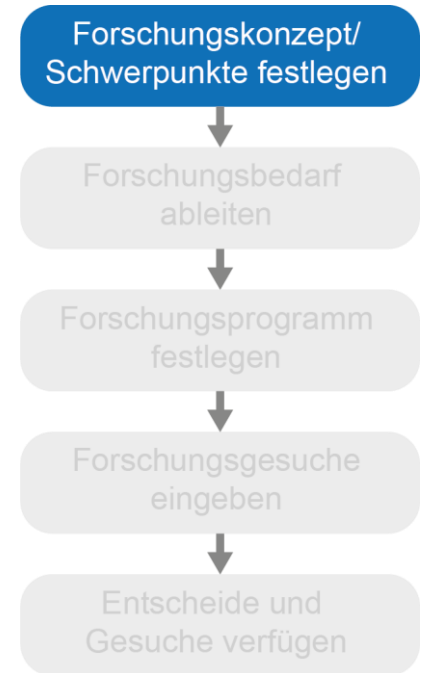 Forschungskonzept/
Schwerpunkte festlegen
Forschungsbedarf
ableiten
Forschungsprogramm
festlegen
Forschungsgesuche
eingeben
Entscheide und
Gesuche verfügen